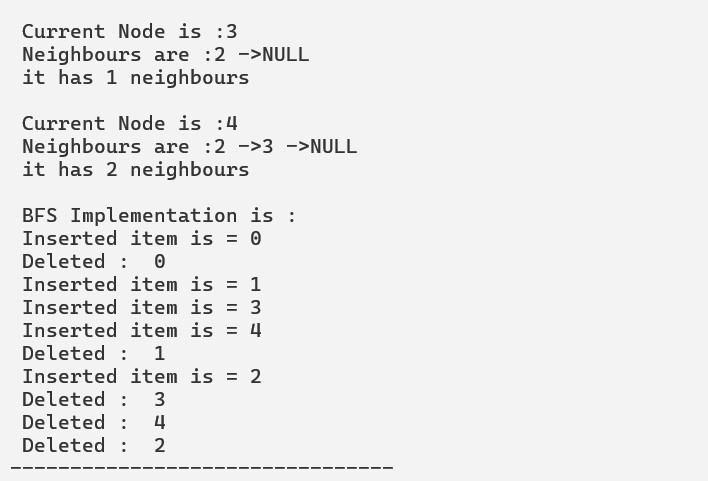 Current Node is :3
Neighbours are :2 ->NULL
it has 1 neighbours
Current Node is :4
Neighbours are :2 ->3 ->NULL
it has 2 neighbours
BFS Implementation is :
Inserted item is = 0
Deleted :  0
Inserted item is = 1
Inserted item is = 3
Inserted item is = 4
Deleted :  1
Inserted item is = 2
Deleted :  3
Deleted :  4
Deleted :  2
--------------------------------